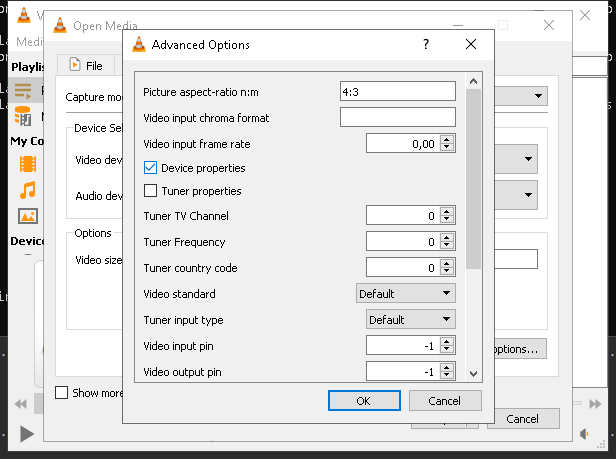 V
Open Media
Medi
Advanced Options
?
Playlis
File
Picture aspect-ratio n:m
4:3
Capture mo
Video input chroma format
Device Sel
Video input frame rate
0,00
My Co
Video dev
Device properties
Tuner properties
Audio dev
Tuner TV Channel
0
Device
Options
Tuner Frequency
0
Video size
Tuner country code
0
Video standard
Default
Tuner input type
Default
Video input pin
-1
ptions...
Video output pin
-1
Show more
OK
Cancel
Cancel